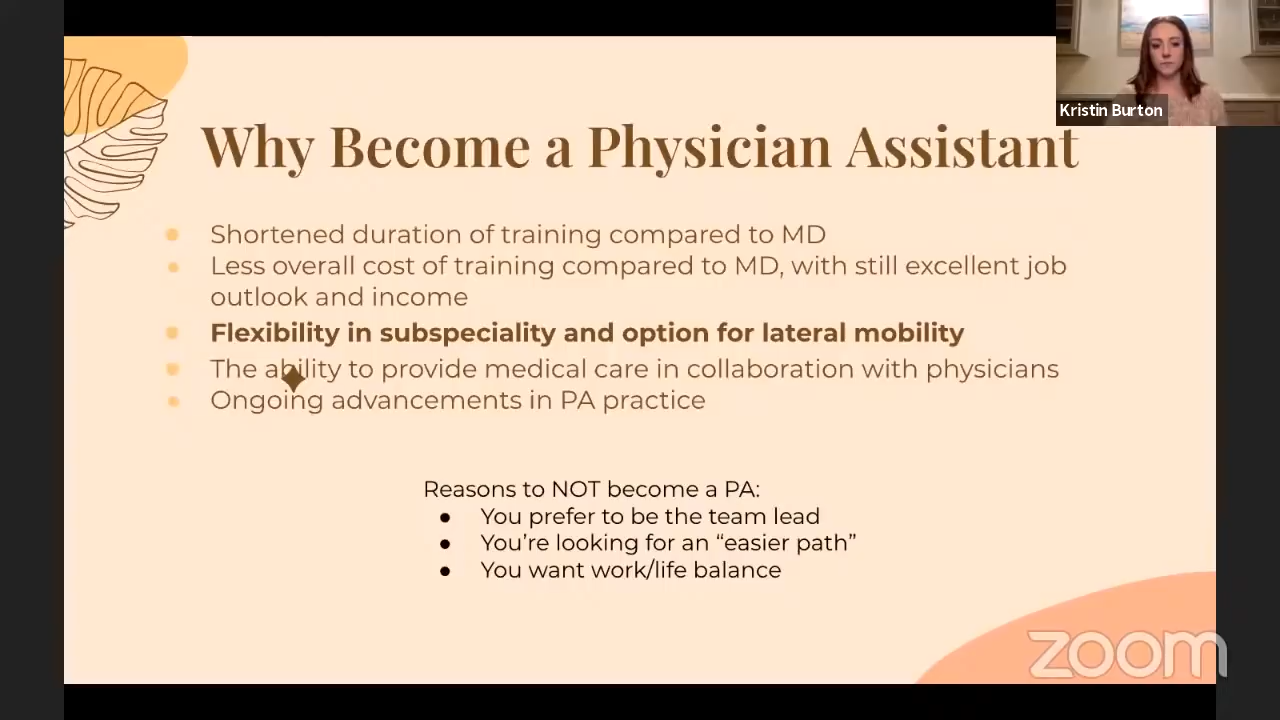 Kristin Burton
Why Become a Physician Assistant
Shortened duration of training compared to MD
Less overall cost of training compared to MD, with still excellent job
outlook and income
Flexibility in subspeciality and option for lateral mobility
The ability to provide medical care in collaboration with physicians
Ongoing advancements in PA practice
Reasons to NOT become a PA:
You prefer to be the team lead
You’re looking for an “easier path”
You want work/life balance
zoom